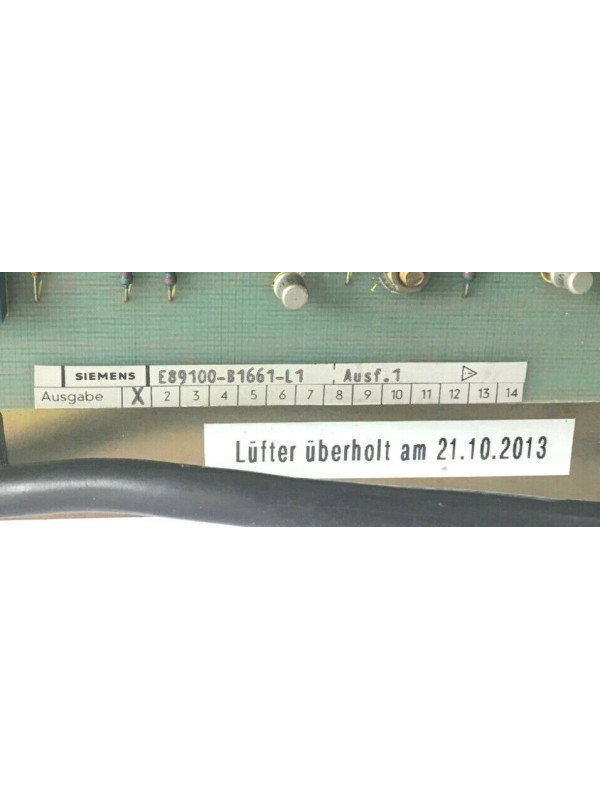 SIEMENS E89100-B1661-L1 Ausf.1
Ausgabe X 2 3 4 5 6 7 8 9 10 11 12 13 14
Lüfter überholt am 21.10.2013